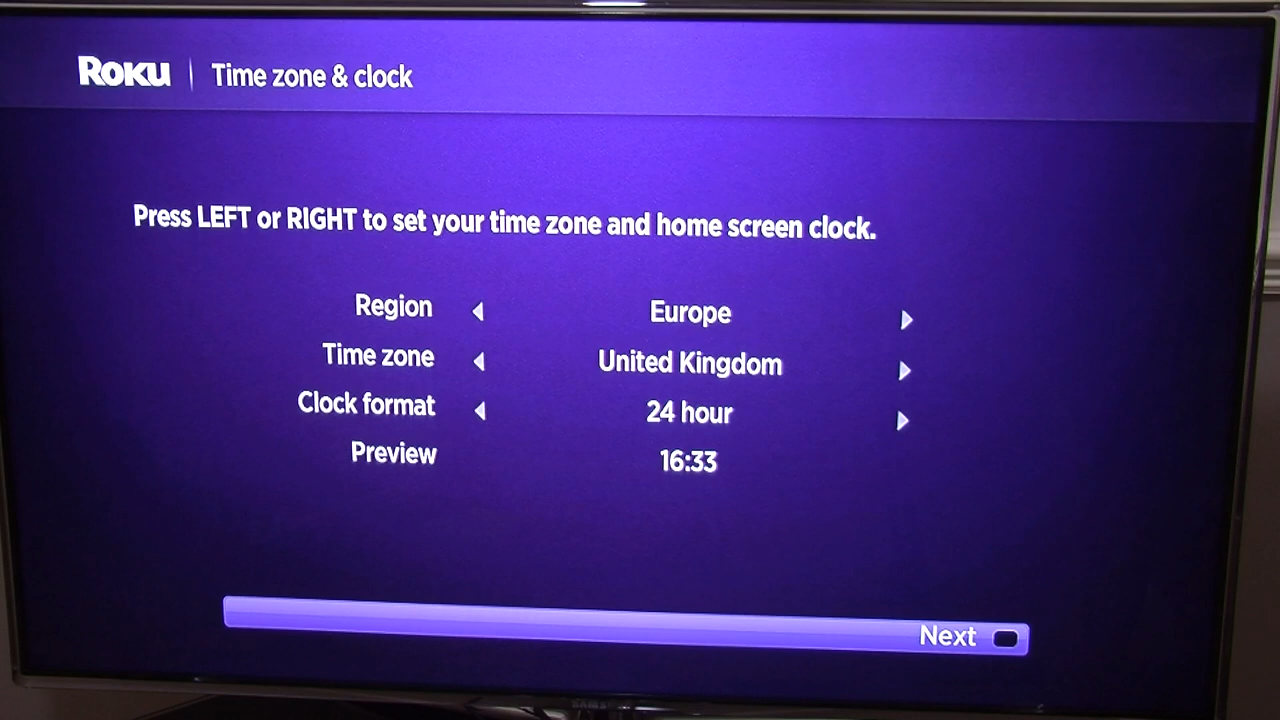 Roku | Time zone & clock
Press LEFT or RIGHT to set your time zone and home screen clock.
Region Europe
Time zone United Kingdom
Clock format 24 hour
Preview 16:33
Next
SAMSUNG